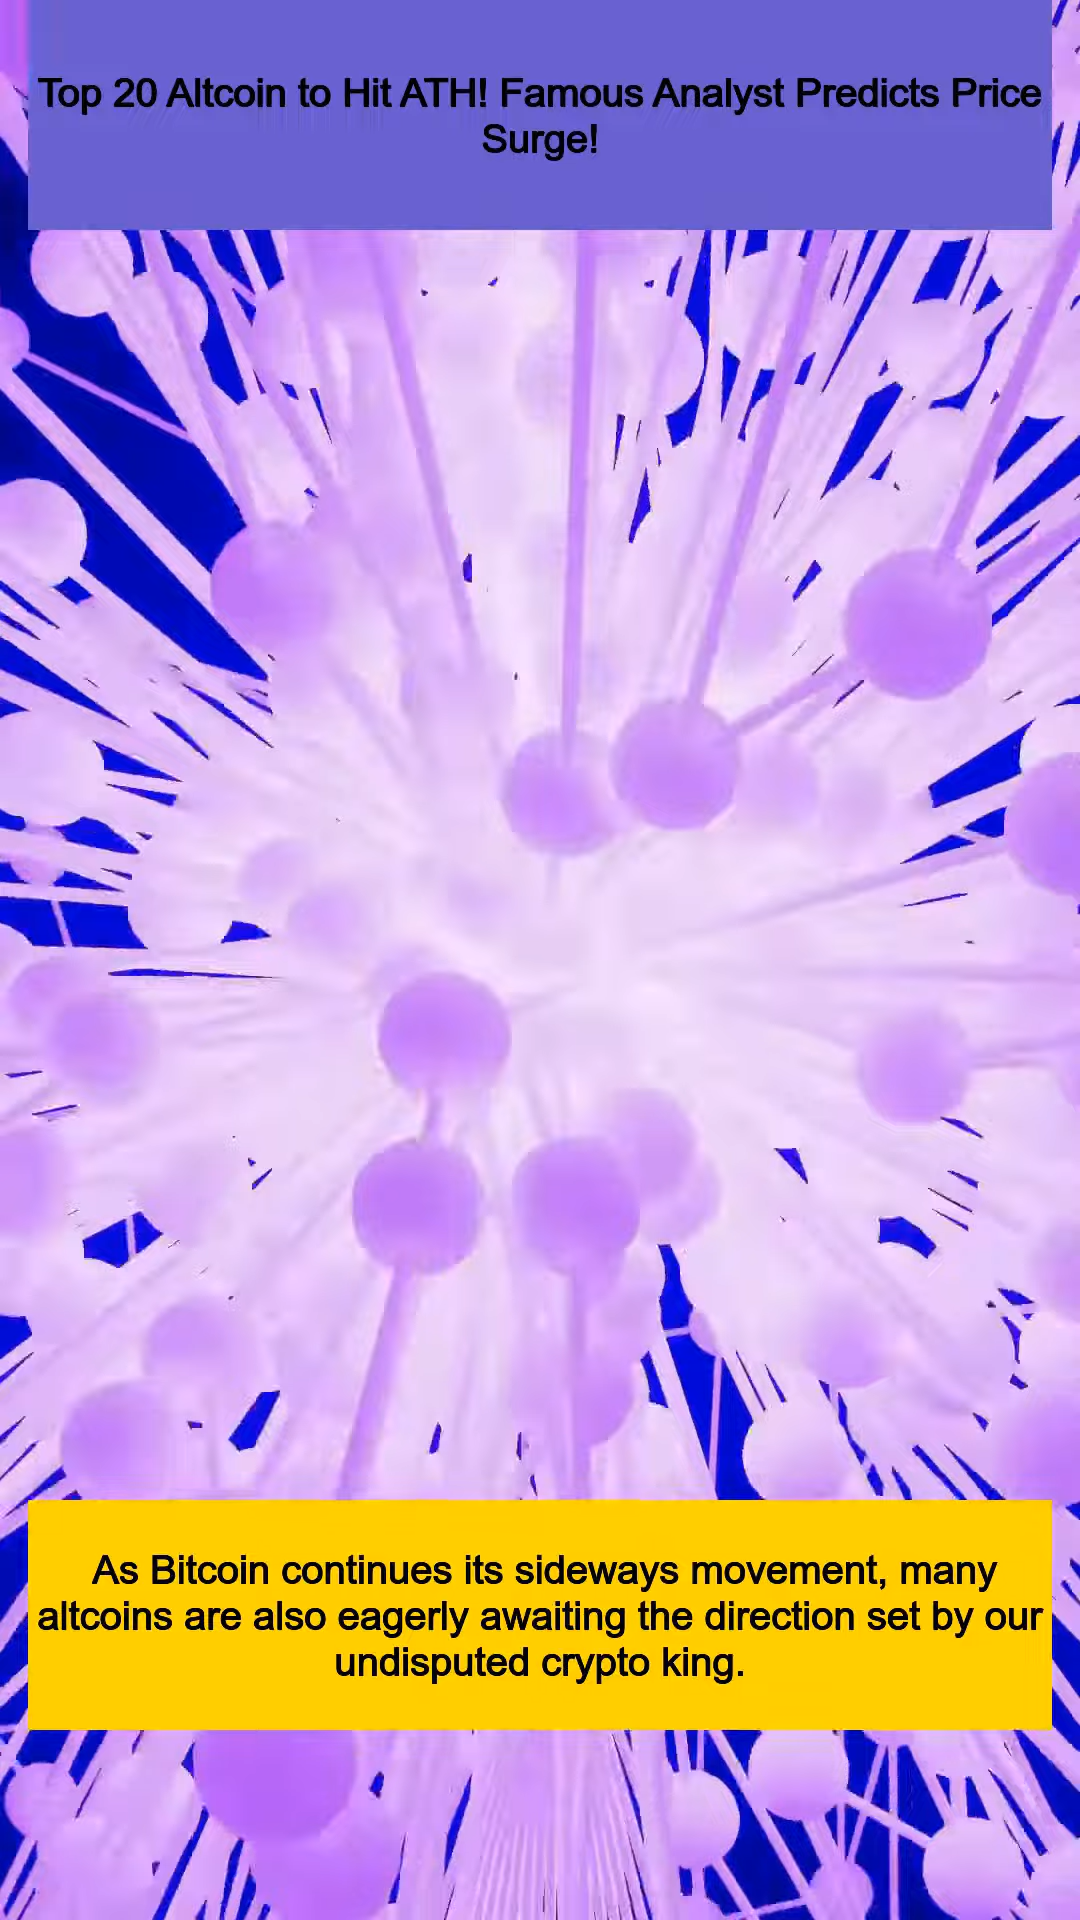 Top 20 Altcoin to Hit ATH! Famous Analyst Predicts Price
Surge!
As Bitcoin continues its sideways movement, many
altcoins are also eagerly awaiting the direction set by our
undisputed crypto king.